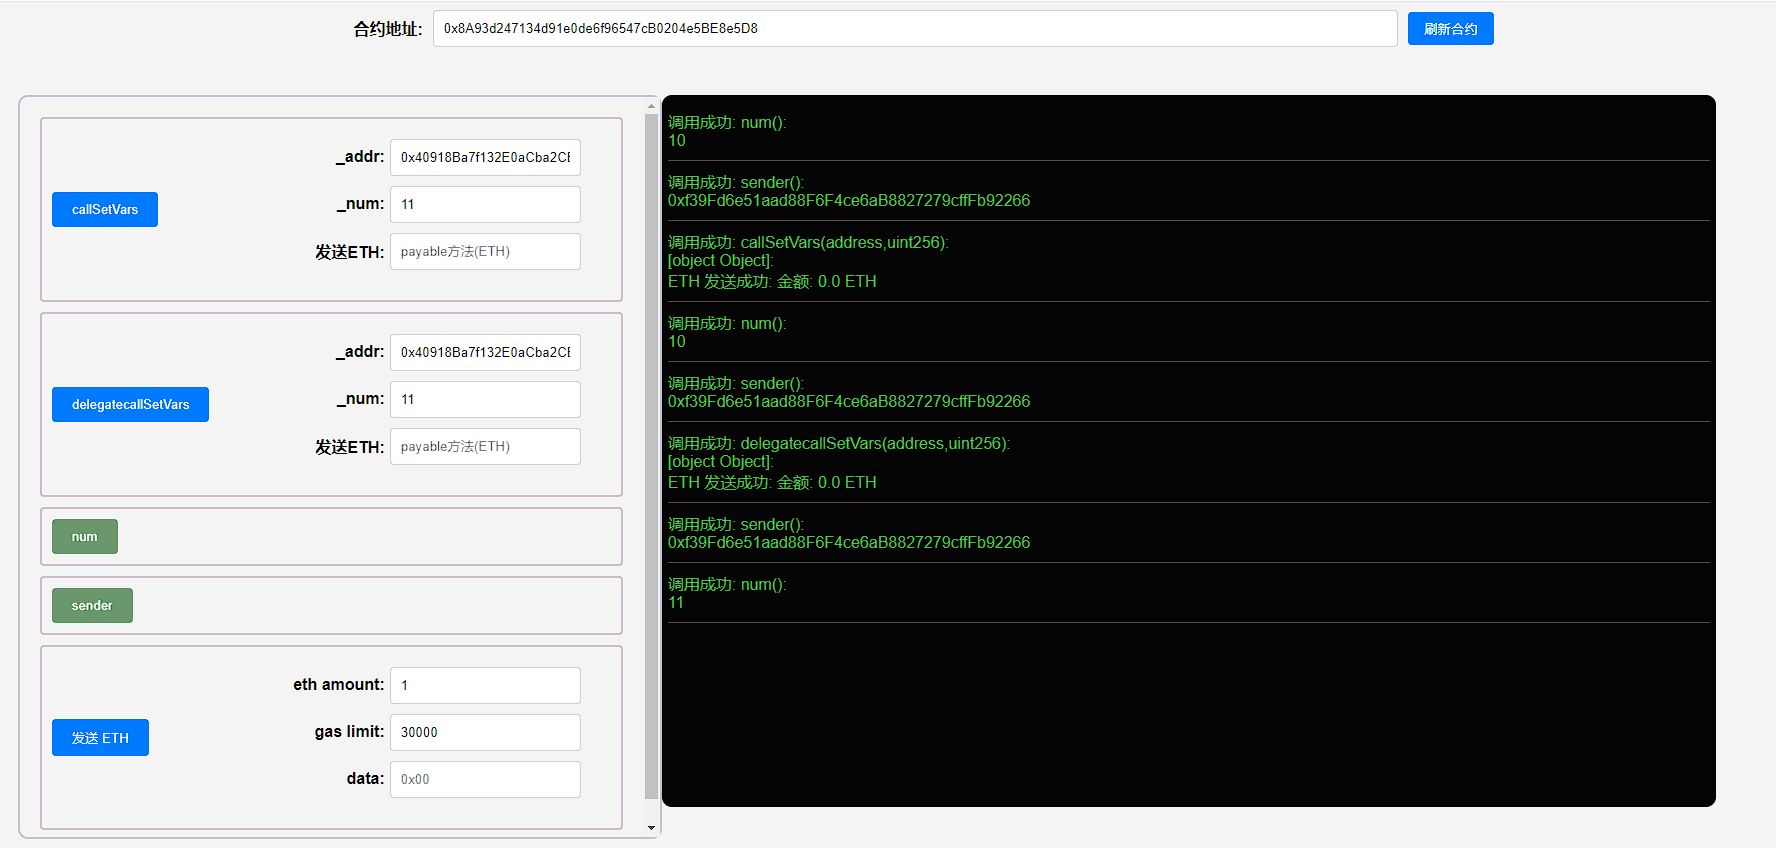 合约地址: 0x8A93d247134d91e0de6f96547cB0204e5BE8e5D8 刷新合约
_addr: 0x40918Ba7f132E0aCba2CE
callSetVars
_num: 11
发送ETH: payable方法(ETH)
_addr: 0x40918Ba7f132E0aCba2CE
delegatecallSetVars
_num: 11
发送ETH: payable方法(ETH)
num
sender
eth amount: 1
gas limit: 30000
发送 ETH
data: 0x00
调用成功: num():
10
调用成功: sender():
0xf39Fd6e51aad88F6F4ce6aB8827279cffFb92266
调用成功: callSetVars(address,uint256):
[object Object]:
ETH 发送成功: 金额: 0.0 ETH
调用成功: num():
10
调用成功: sender():
0xf39Fd6e51aad88F6F4ce6aB8827279cffFb92266
调用成功: delegatecallSetVars(address,uint256):
[object Object]:
ETH 发送成功: 金额: 0.0 ETH
调用成功: sender():
0xf39Fd6e51aad88F6F4ce6aB8827279cffFb92266
调用成功: num():
11